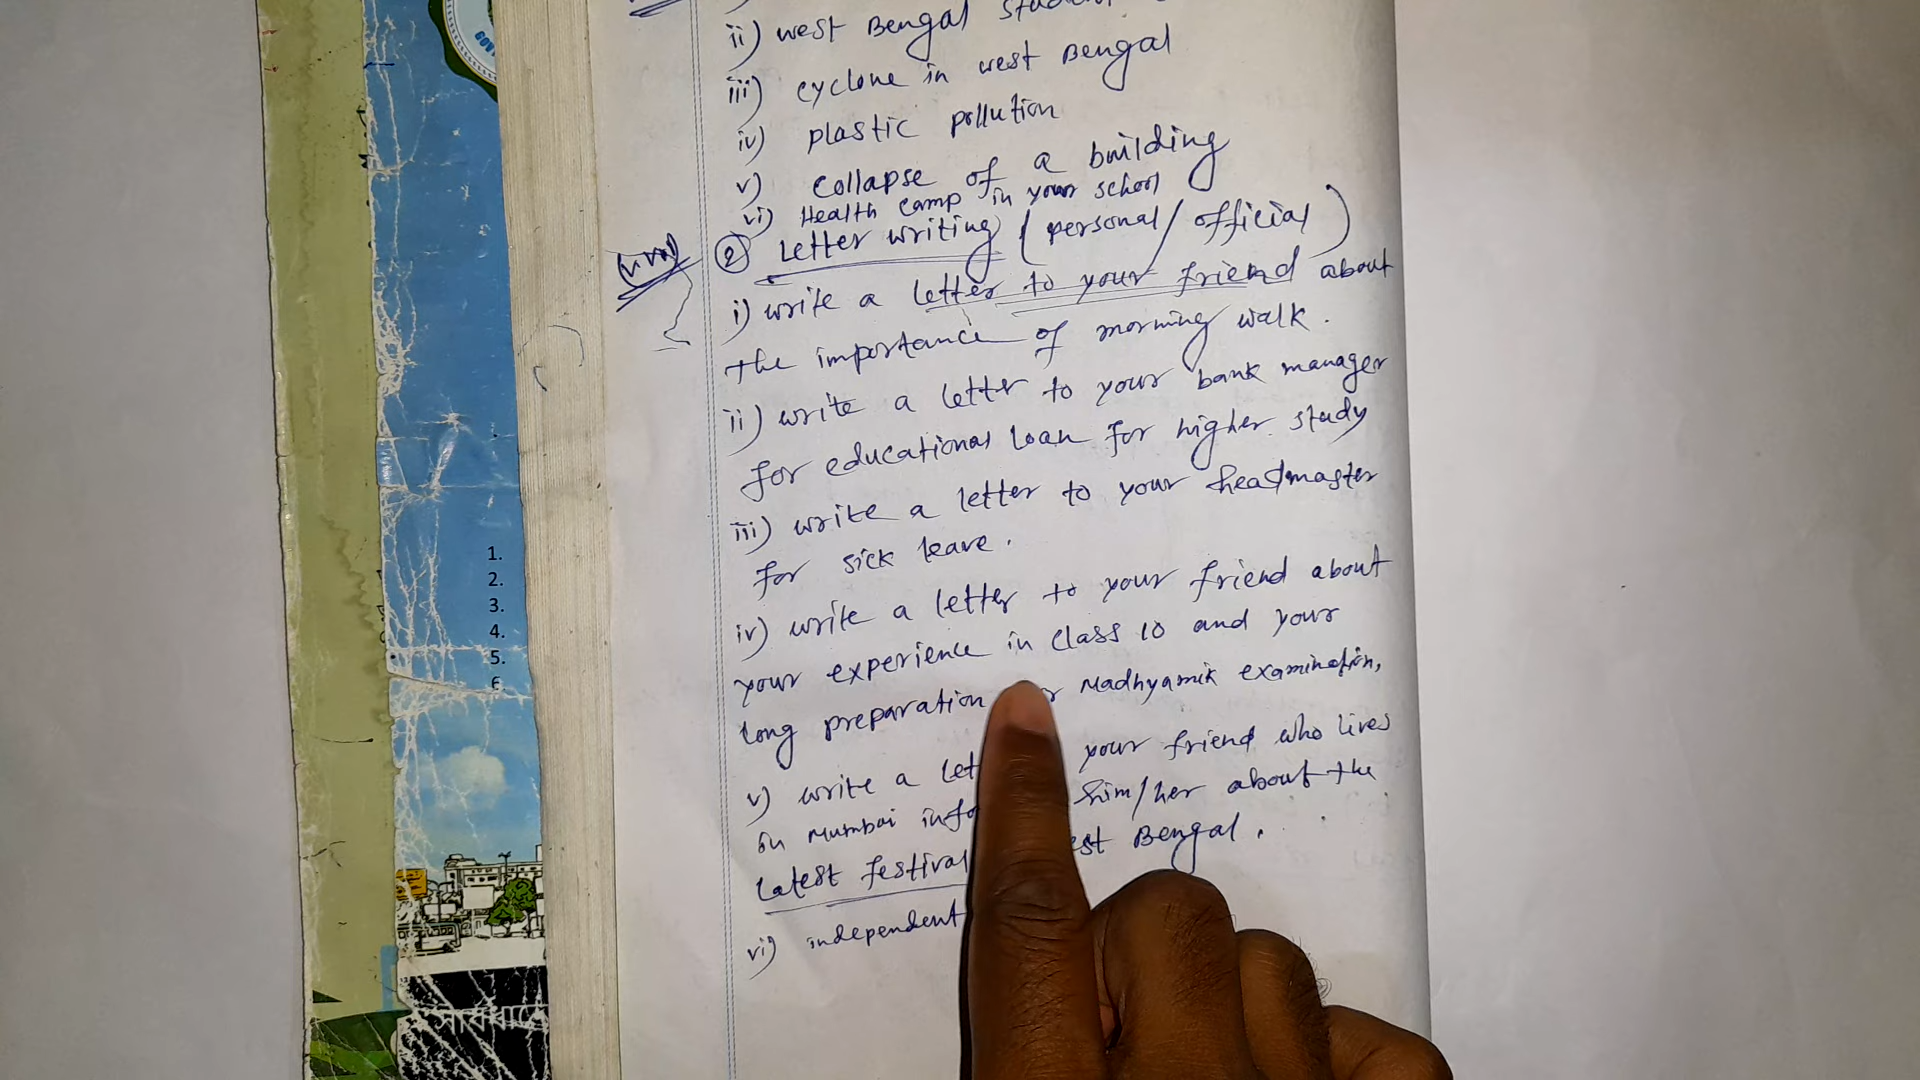 ii) west Bengal
iii) cyclone in west Bengal
iv) plastic pollution
v) collapse of a building
vi) Health camp in your school
② Letter writing (personal/official)
i) write a letter to your friend about
the importance of morning walk.
ii) write a letter to your bank manager
for educational loan for higher study
iii) write a letter to your headmaster
for sick leave.
iv) write a letter to your friend about
your experience in class 10 and your
long preparation Madhyamik examination,
v) write a your friend who lives
in Mumbai him/her about the
Latest festival Bengal.
vi) independent
1.
2.
3.
4.
5.
6.